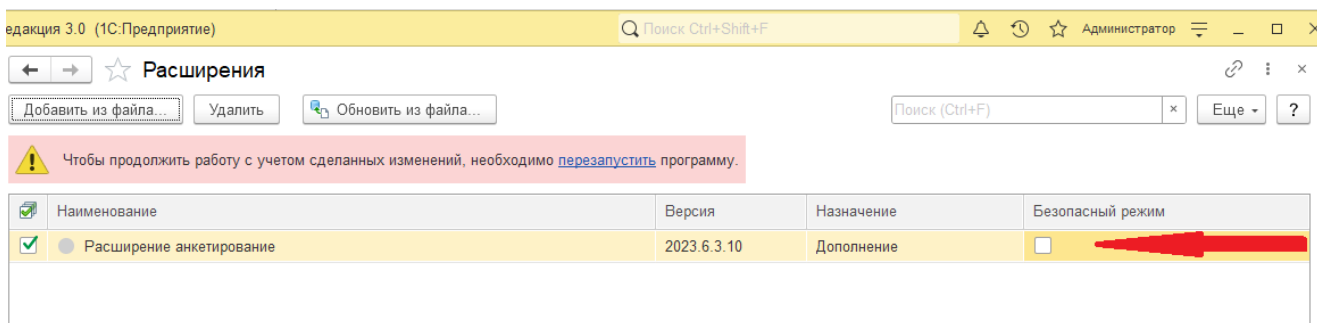 едакция 3.0 (1С:Предприятие)
Поиск Ctrl+Shift+F
Администратор
Расширения
Добавить из файла...
Удалить
Обновить из файла...
Поиск (Ctrl+F)
×
Еще
?
Чтобы продолжить работу с учетом сделанных изменений, необходимо перезапустить программу.
Наименование Версия Назначение Безопасный режим
Расширение анкетирование 2023.6.3.10 Дополнение